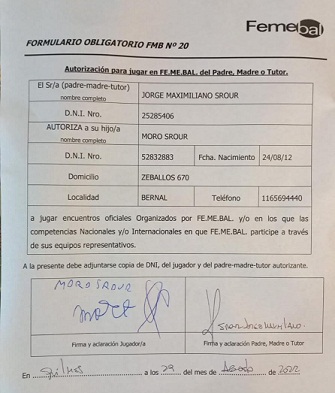 Femebal
FORMULARIO OBLIGATORIO FMB Nº 20
Autorización para jugar en FE.ME.BAL. del Padre, Madre o Tutor.
El Sr/a (padre-madre-tutor) nombre completo JORGE MAXIMILIANO SROUR
D.N.I. Nro. 25285406
AUTORIZA a su hijo/a nombre completo MORO SROUR
D.N.I. Nro. 52832883 Fcha. Nacimiento 24/08/12
Domicilio ZEBALLOS 670
Localidad BERNAL Teléfono 1165694440
a jugar encuentros oficiales Organizados por FE.ME.BAL. y/o en los que las
competencias Nacionales y/o Internacionales en que FE.ME.BAL. participe a través
de sus equipos representativos.
A la presente debe adjuntarse copia de DNI, del jugador y del padre-madre-tutor autorizante.
MORO SROUR
Firma y aclaración Jugador/a Firma y aclaración Padre, Madre o Tutor
En Quilmes a los 29 del mes de Agosto de 2022